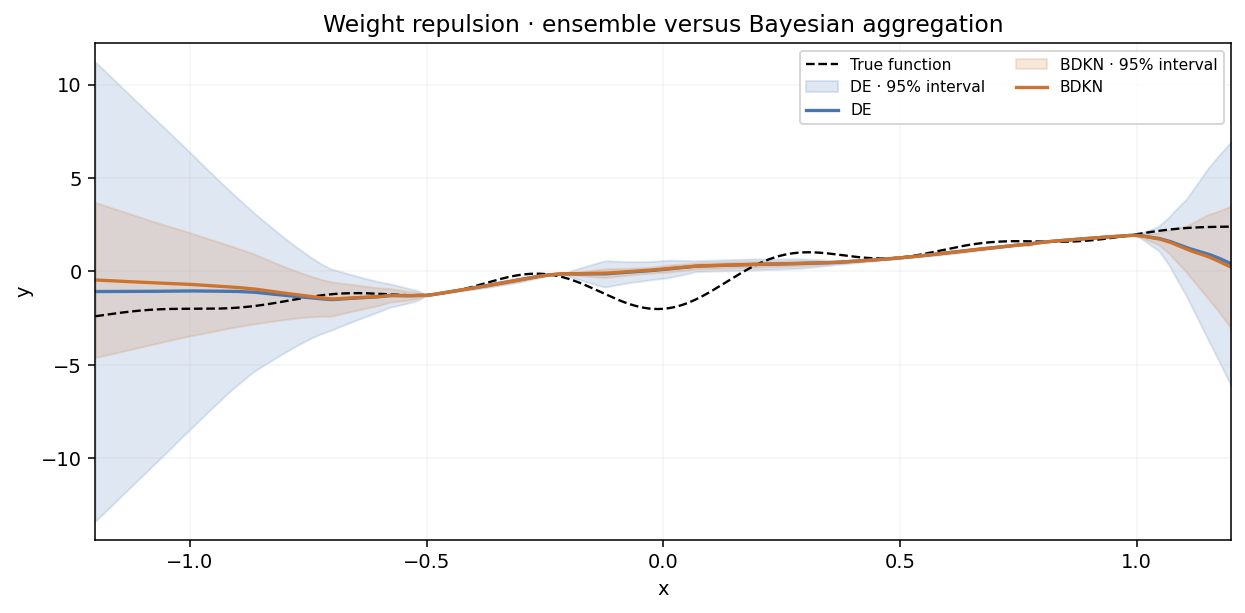 Weight repulsion · ensemble versus Bayesian aggregation
True function
DE · 95% interval
DE
BDKN · 95% interval
BDKN
10
5
0
−5
−10
y
−1.0
−0.5
0.0
0.5
1.0
x